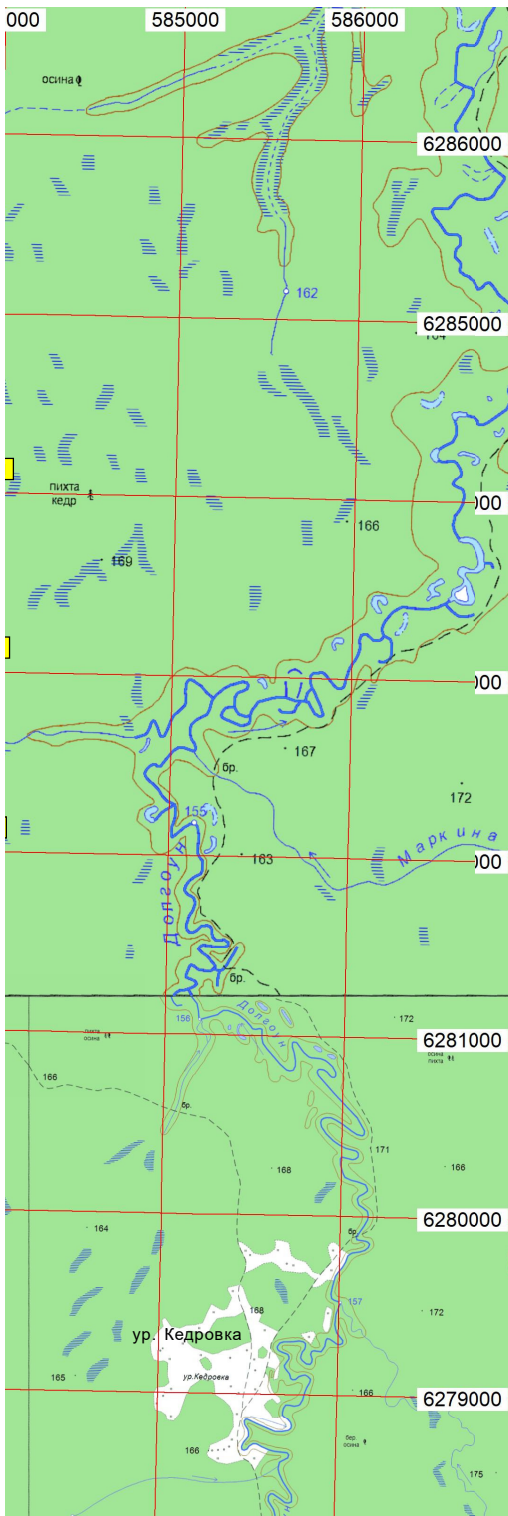 000
585000
586000
осина
6286000
162
6285000
164
пихта
кедр
000
166
169
000
167
бр.
172
155
Маркина
163
000
Долгоун
бр.
156
Долгоун
172
пихта
осина
6281000
осина
пихта
166
бр.
171
168
166
6280000
164
бр.
157
168
172
ур. Кедровка
165
ур.Кедровка
166
6279000
бер.
осина
166
175
н